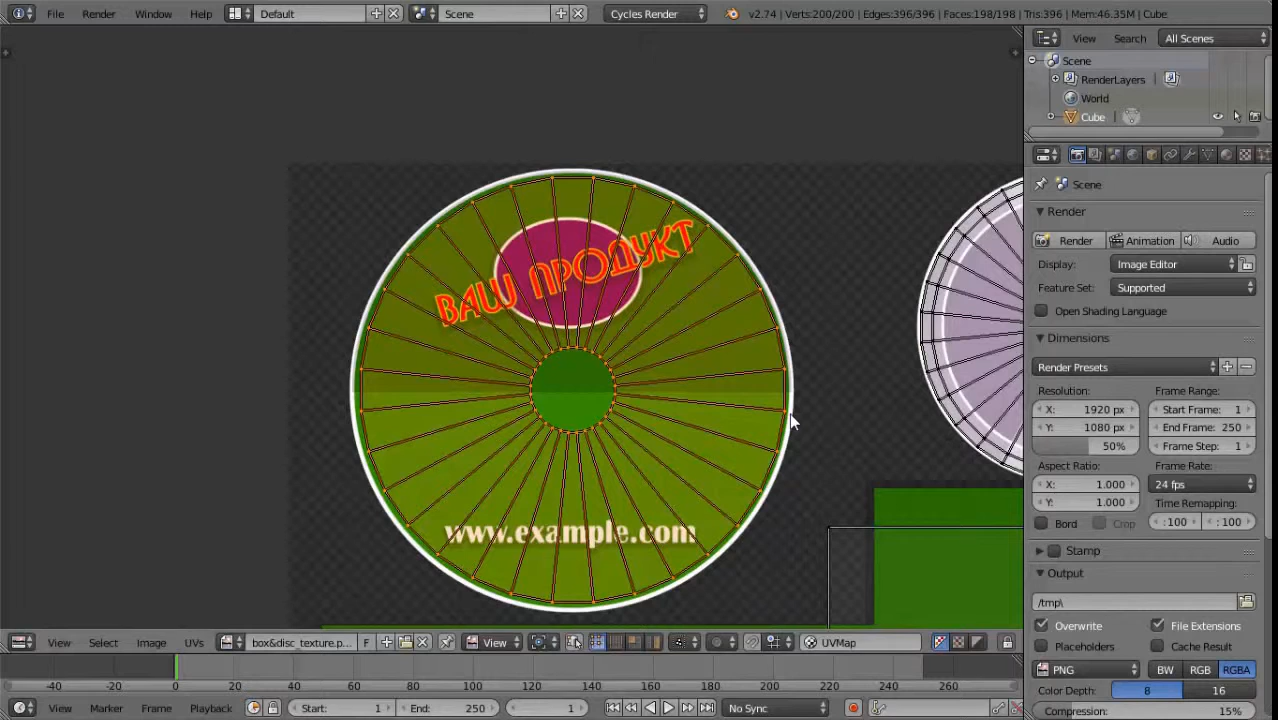 File Render Window Help Default Scene Cycles Render v2.74 | Verts:200/200 | Edges:396/396 | Faces:198/198 | Tris:396 | Mem:46.35M | Cube
View Search All Scenes
Scene
RenderLayers
World
Cube
Scene
Render
Render Animation Audio
Display: Image Editor
Feature Set: Supported
Open Shading Language
Dimensions
Render Presets
Resolution: Frame Range:
X: 1920 px Start Frame: 1
Y: 1080 px End Frame: 250
50% Frame Step: 1
Aspect Ratio: Frame Rate:
X: 1.000 24 fps
Y: 1.000 Time Remapping:
Bord Crop :100 :100
Stamp
Output
/tmp\
Overwrite File Extensions
Placeholders Cache Result
PNG BW RGB RGBA
Color Depth: 8 16
Compression: 15%
ВАШ ПРОДУКТ
www.example.com
View Select Image UVs box&disc_texture.p... F View UVMap
-40 -20 0 20 40 60 80 100 120 140 160 180 200 220 240 260
View Marker Frame Playback Start: 1 End: 250 1 No Sync